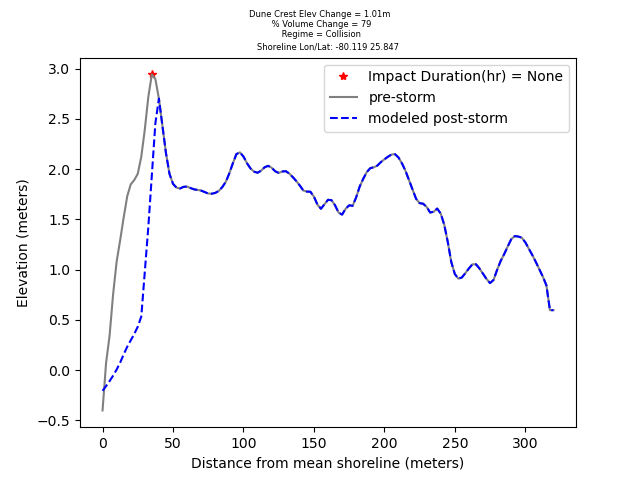 Dune Crest Elev Change = 1.01m
% Volume Change = 79
Regime = Collision
Shoreline Lon/Lat: -80.119 25.847
Impact Duration(hr) = None
pre-storm
modeled post-storm
Elevation (meters)
3.0
2.5
2.0
1.5
1.0
0.5
0.0
−0.5
0 50 100 150 200 250 300
Distance from mean shoreline (meters)